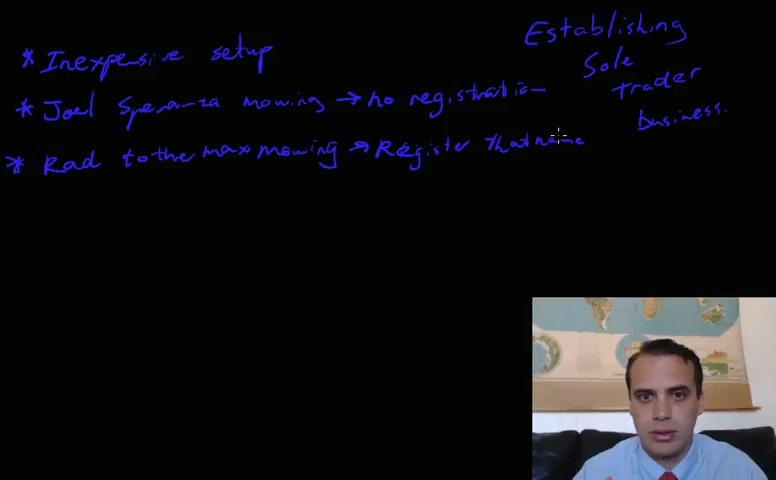 Establishing
Sole
trader
business.
* Inexpensive setup
* Joel Speranza mowing → no registration
* Rad to the max mowing → Register that name